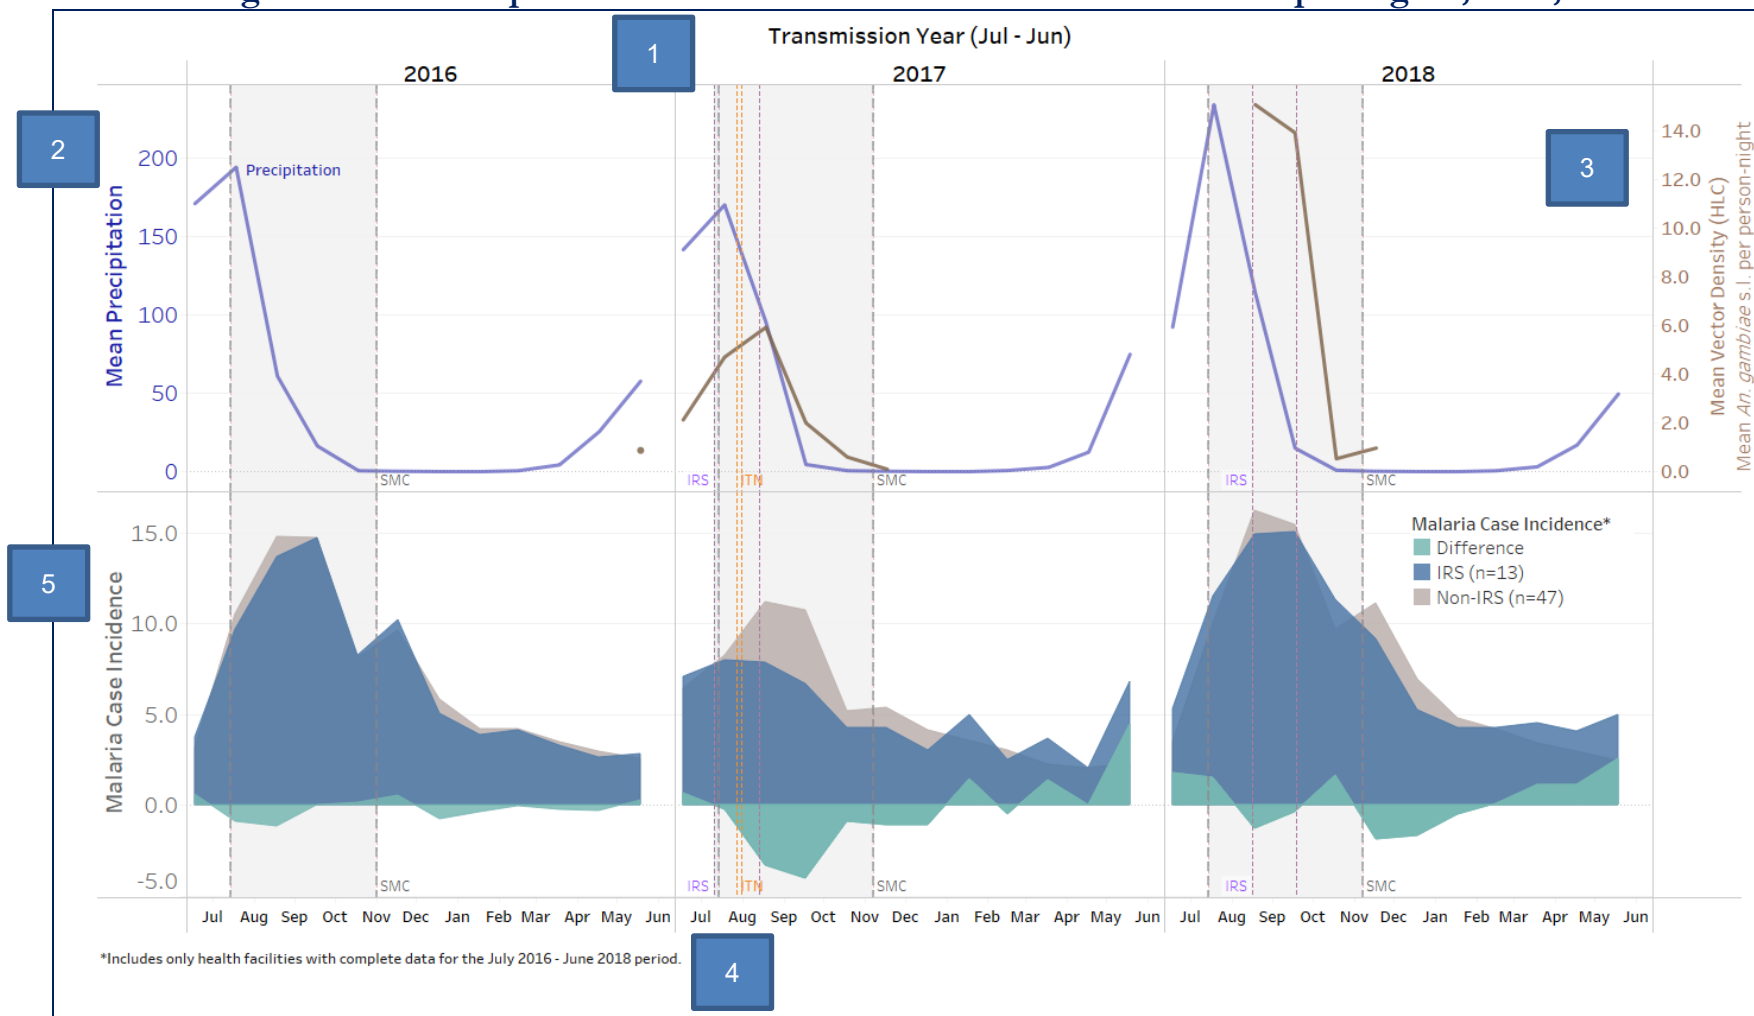 1
Transmission Year (Jul - Jun)
2016
2017
2018
2
3
Mean Precipitation
200
150
100
50
0
Precipitation
14.0
12.0
10.0
8.0
6.0
4.0
2.0
0.0
Mean Vector Density (HLC)
Mean An. gambiae s.l. per person-night
SMC
IRS
ITN
SMC
IRS
SMC
5
Malaria Case Incidence
15.0
10.0
5.0
0.0
-5.0
Malaria Case Incidence*
Difference
IRS (n=13)
Non-IRS (n=47)
SMC
IRS
ITN
SMC
IRS
SMC
Jul Aug Sep Oct Nov Dec Jan Feb Mar Apr May Jun
Jul Aug Sep Oct Nov Dec Jan Feb Mar Apr May Jun
Jul Aug Sep Oct Nov Dec Jan Feb Mar Apr May Jun
*Includes only health facilities with complete data for the July 2016 - June 2018 period.
4